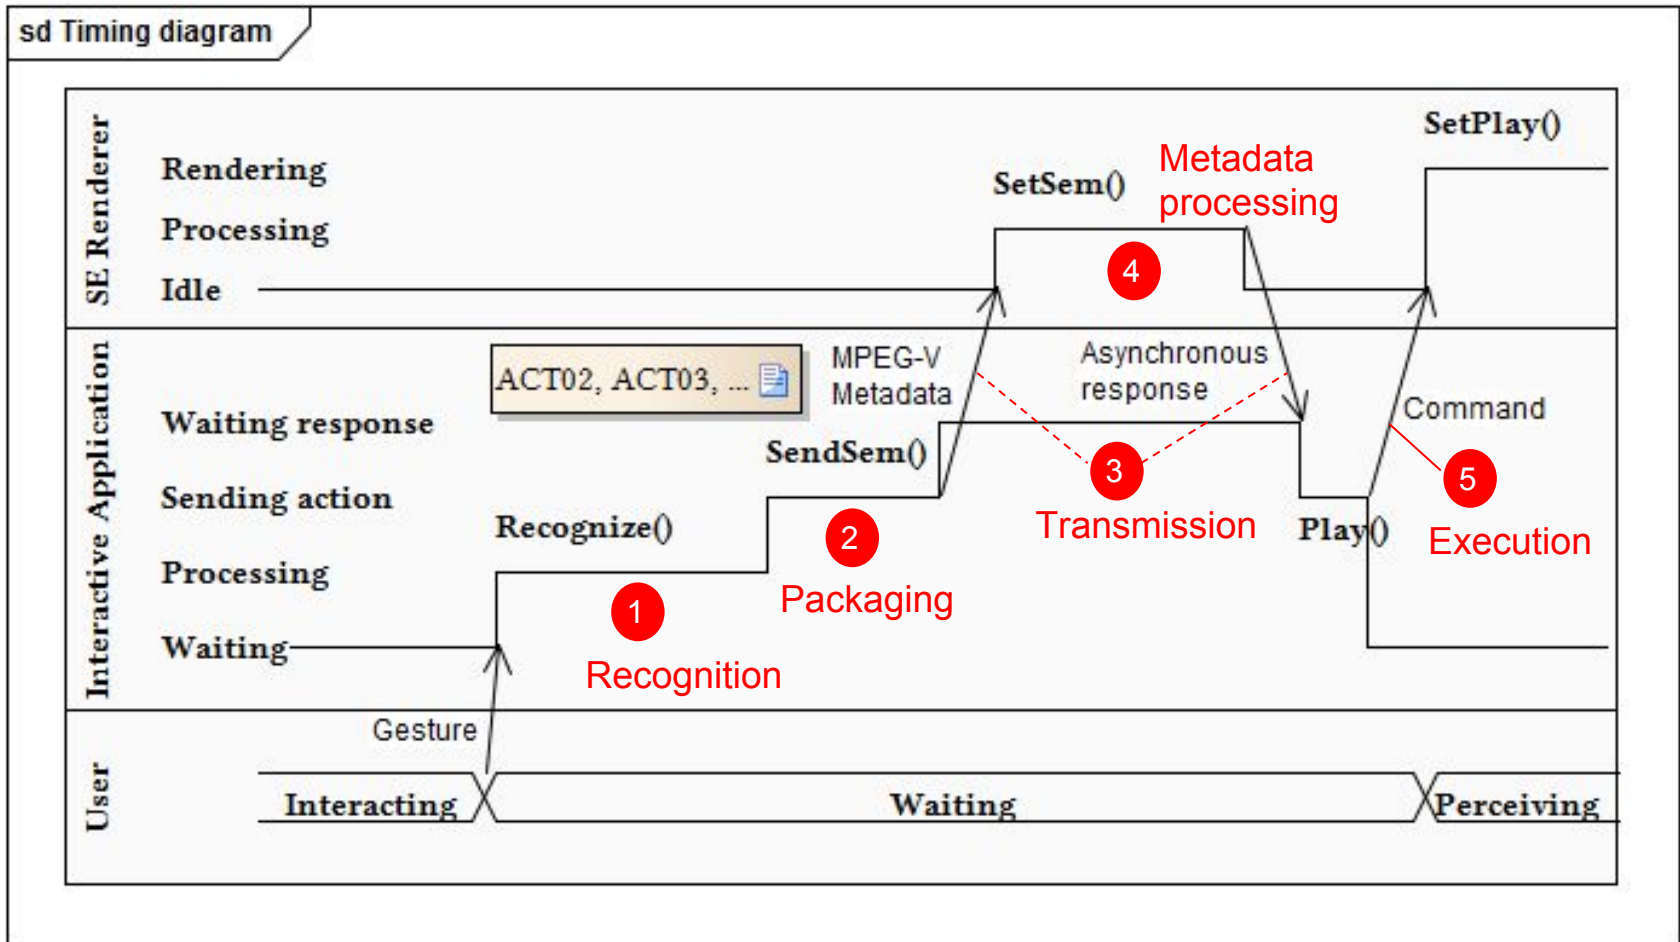 sd Timing diagram
SE Renderer
Rendering
Processing
Idle
SetSem()
Metadata
processing
4
SetPlay()
Interactive Application
Waiting response
Sending action
Processing
Waiting
ACT02, ACT03, ...
MPEG-V
Metadata
Asynchronous
response
Command
SendSem()
3
Transmission
5
Execution
Recognize()
2
Packaging
Play()
1
Recognition
User
Gesture
Interacting
Waiting
Perceiving